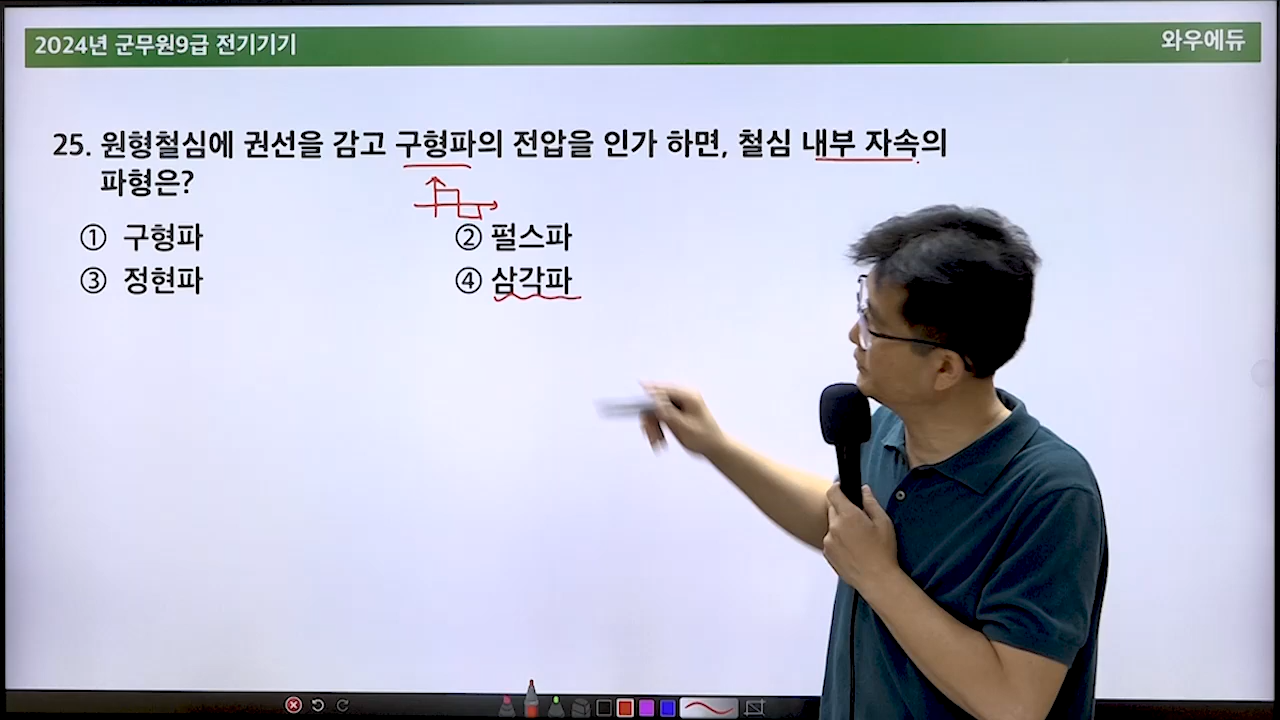 2024년 군무원9급 전기기기
와우에듀
25. 원형철심에 권선을 감고 구형파의 전압을 인가 하면, 철심 내부 자속의
파형은?
① 구형파
② 펄스파
③ 정현파
④ 삼각파